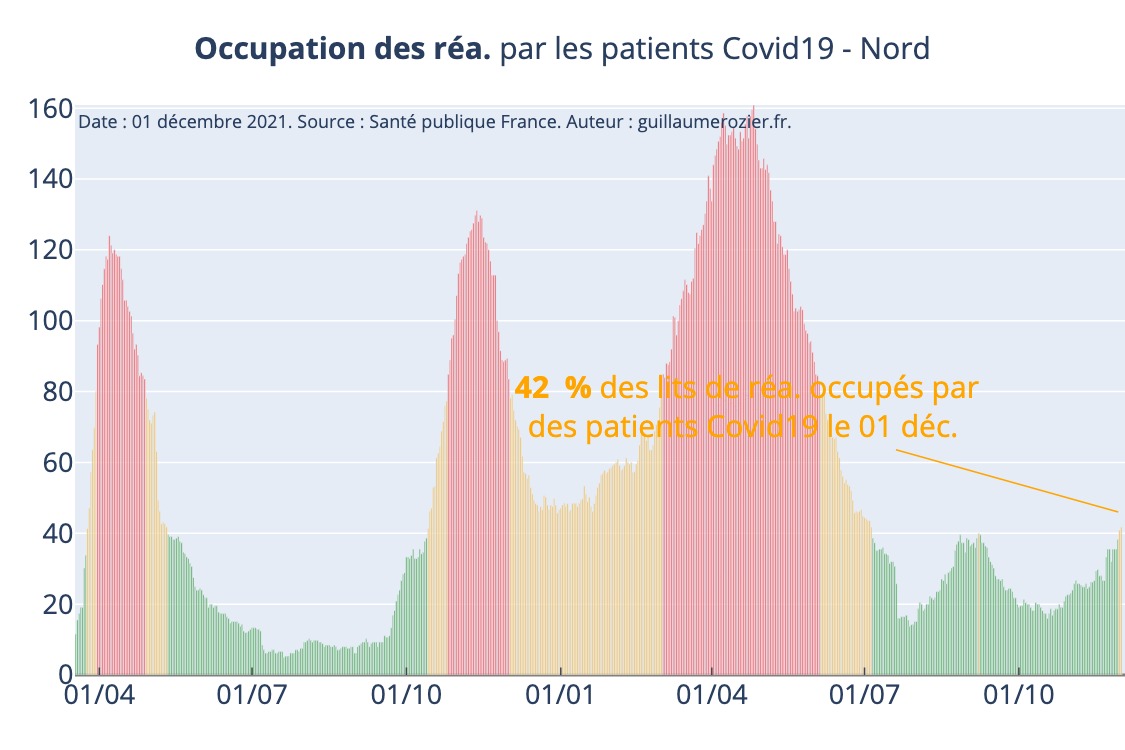 Occupation des réa. par les patients Covid19 - Nord
160
Date : 01 décembre 2021. Source : Santé publique France. Auteur : guillaumerozier.fr.
140
120
100
80
42 % des lits de réa. occupés par
des patients Covid19 le 01 déc.
60
40
20
0
01/04 01/07 01/10 01/01 01/04 01/07 01/10